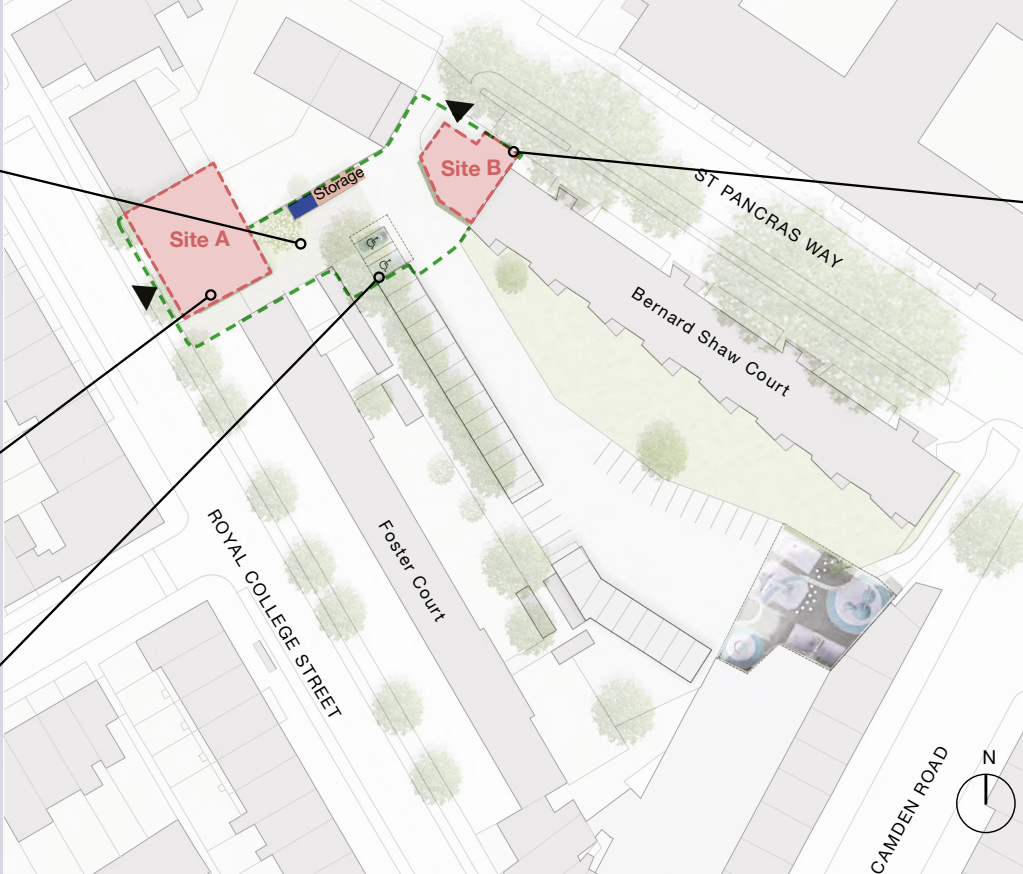 Storage
Site B
ST PANCRAS WAY
Site A
Bernard Shaw Court
ROYAL COLLEGE STREET
Foster Court
CAMDEN ROAD
N